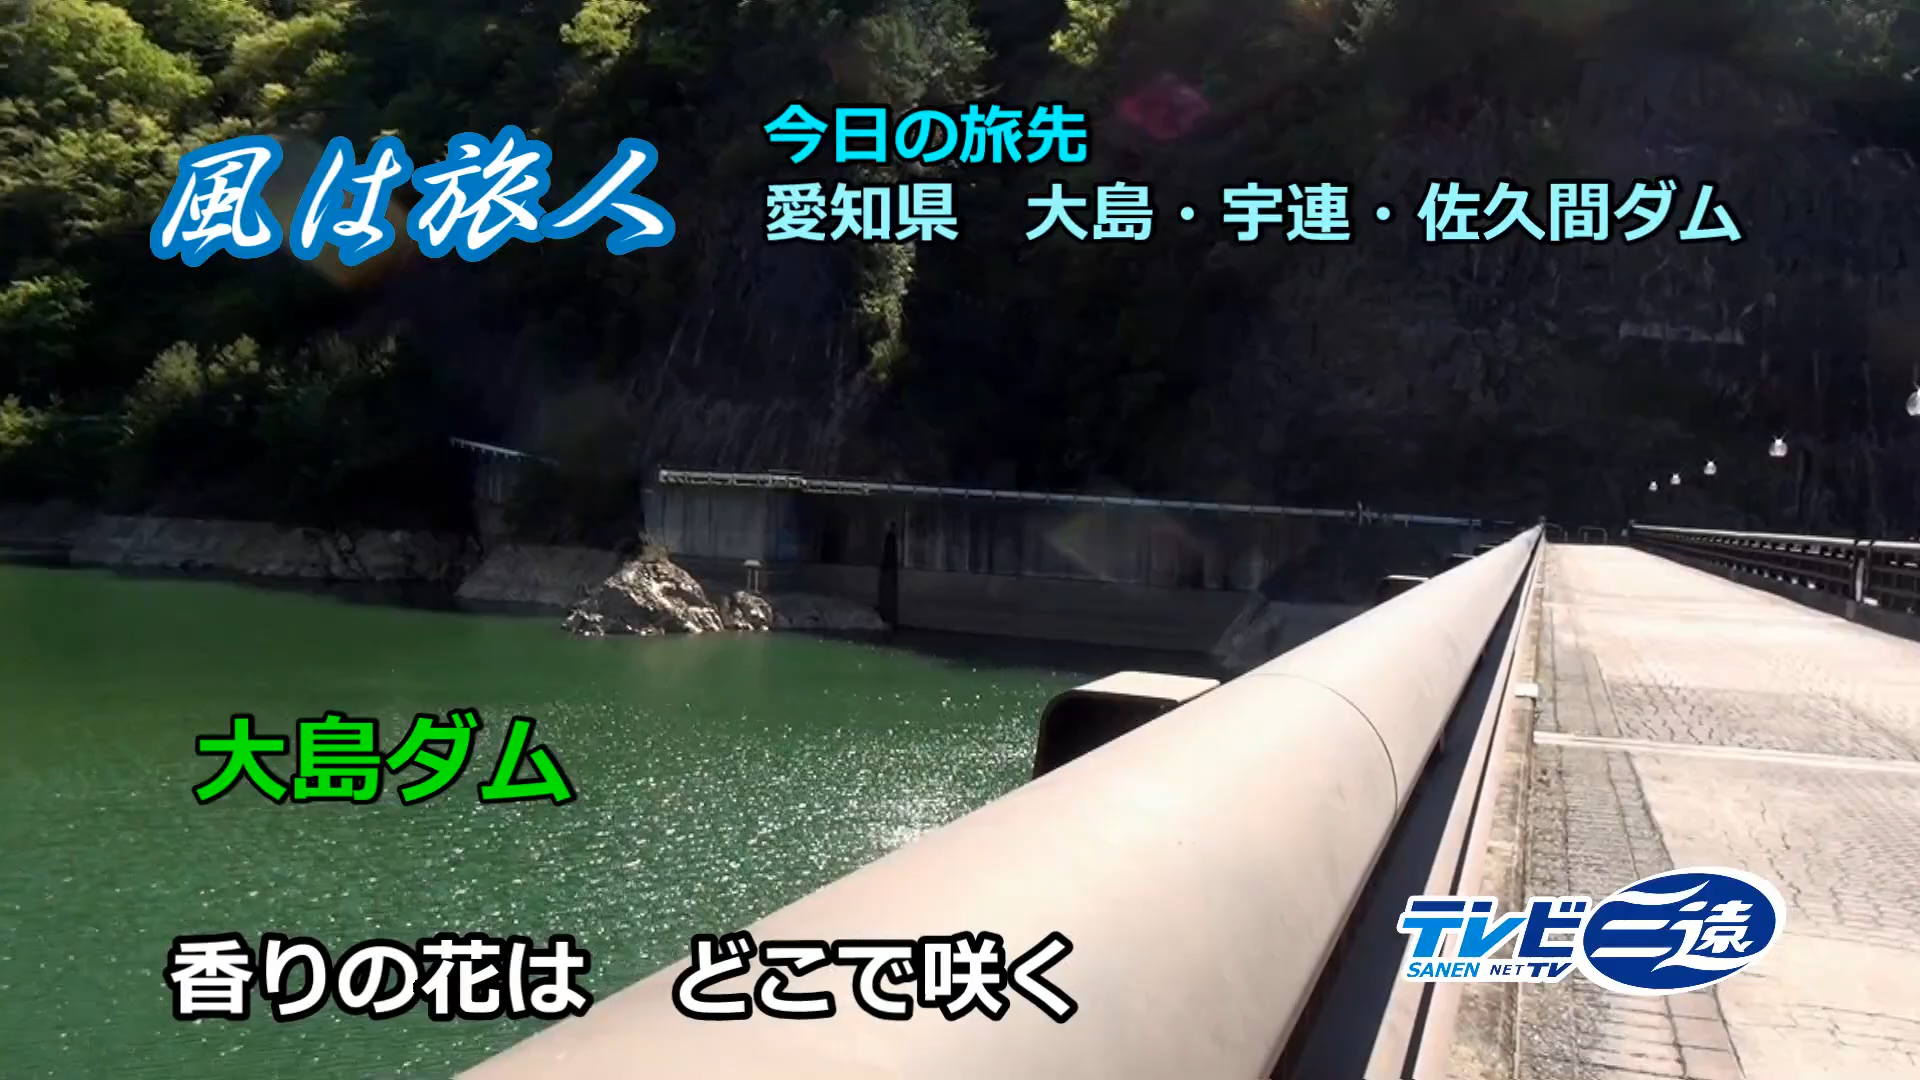 風は旅人
今日の旅先
愛知県　大島・宇連・佐久間ダム
大島ダム
香りの花は　どこで咲く
テレビ三遠
SANEN NET TV